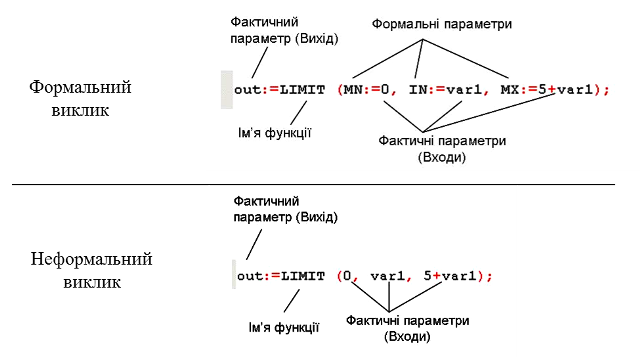 Фактичний
параметр (Вихід)
Формальні параметри
Формальний
виклик
out:=LIMIT (MN:=0, IN:=var1, MX:=5+var1);
Ім'я функції
Фактичні параметри
(Входи)
Фактичний
параметр (Вихід)
Неформальний
виклик
out:=LIMIT (0, var1, 5+var1);
Ім'я функції
Фактичні параметри
(Входи)